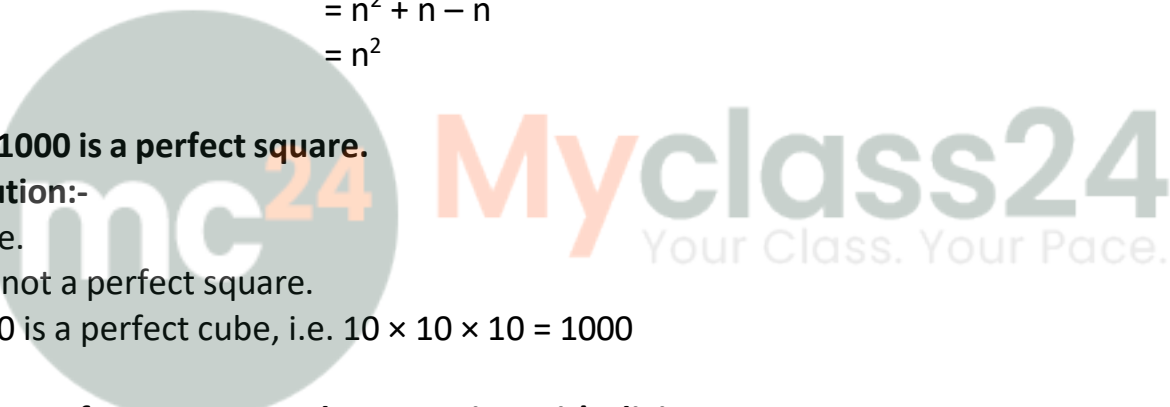 = n² + n – n
= n²
1000 is a perfect square.
ution:-
e.
not a perfect square.
0 is a perfect cube, i.e. 10 × 10 × 10 = 1000
mc24
Myclass24
Your Class. Your Pace.